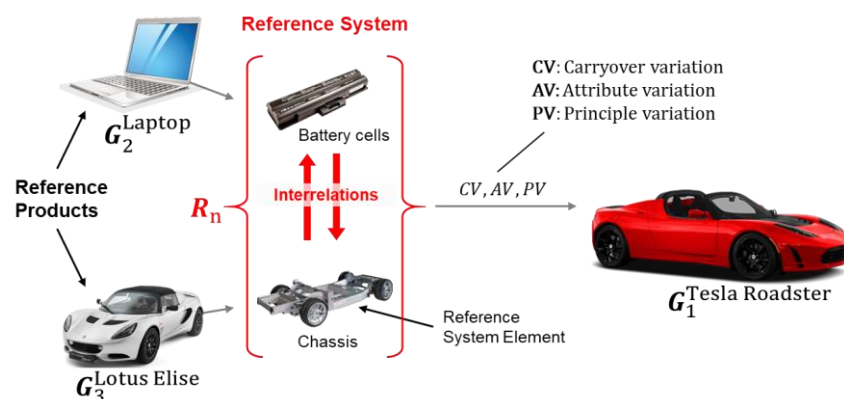 Reference System
G₂ᴸᵃᵖᵗᵒᵖ
Reference
Products
G₃ᴸᵒᵗᵘˢ ᴱˡⁱˢᵉ
Rₙ
Battery cells
Interrelations
Chassis
Reference
System Element
CV: Carryover variation
AV: Attribute variation
PV: Principle variation
CV, AV, PV
G₁ᵀᵉˢˡᵃ ᴿᵒᵃᵈˢᵗᵉʳ